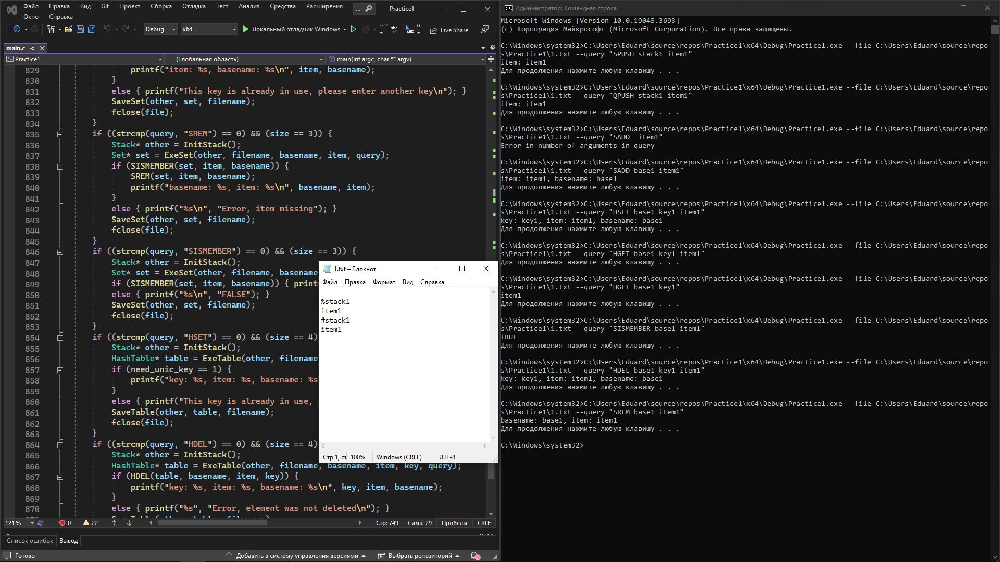 Файл Правка Вид Git Проект Сборка Отладка Тест Анализ Средства Расширения ... Practice1
Окно Справка
Debug x64 Локальный отладчик Windows abc Live Share
main.c
Practice1 (Глобальная область) main(int argc, char ** argv)
829 printf("item: %s, basename: %s\n", item, basename);
830 }
831 else { printf("This key is already in use, please enter another key\n"); }
832 SaveSet(other, set, filename);
833 fclose(file);
834 }
835 if ((strcmp(query, "SREM") == 0) && (size == 3)) {
836 Stack* other = InitStack();
837 Set* set = ExeSet(other, filename, basename, item, query);
838 if (SISMEMBER(set, item, basename)) {
839 SREM(set, item, basename);
840 printf("basename: %s, item: %s\n", basename, item);
841 }
842 else { printf("%s\n", "Error, item missing"); }
843 SaveSet(other, set, filename);
844 fclose(file);
845 }
846 if ((strcmp(query, "SISMEMBER") == 0) && (size == 3)) {
847 Stack* other = InitStack();
848 Set* set = ExeSet(other, filename, basename
849 if (SISMEMBER(set, item, basename)) { print
850 else { printf("%s\n", "FALSE"); }
851 SaveSet(other, set, filename);
852 fclose(file);
853 }
854 if ((strcmp(query, "HSET") == 0) && (size == 4)
855 Stack* other = InitStack();
856 HashTable* table = ExeTable(other, filename
857 if (need_unic_key == 1) {
858 printf("key: %s, item: %s, basename: %s
859 }
860 else { printf("This key is already in use,
861 SaveTable(other, table, filename);
862 fclose(file);
863 }
864 if ((strcmp(query, "HDEL") == 0) && (size == 4)
865 Stack* other = InitStack();
866 HashTable* table = ExeTable(other, filename, basename, item, key, query);
867 if (HDEL(table, basename, item, key)) {
868 printf("key: %s, item: %s, basename: %s\n", key, item, basename);
869 }
870 else { printf("%s", "Error, element was not deleted\n"); }
121 % 0 22 Стр: 749 Симв: 29 Пробелы CRLF
Список ошибок Вывод
Готово Добавить в систему управления версиями Выбрать репозиторий 1
1.txt – Блокнот
Файл Правка Формат Вид Справка
%stack1
item1
#stack1
item1
Стр 1, ст 100% Windows (CRLF) UTF-8
Администратор: Командная строка
Microsoft Windows [Version 10.0.19045.3693]
(c) Корпорация Майкрософт (Microsoft Corporation). Все права защищены.
C:\Windows\system32>C:\Users\Eduard\source\repos\Practice1\x64\Debug\Practice1.exe --file C:\Users\Eduard\source\repo
s\Practice1\1.txt --query "SPUSH stack1 item1"
item: item1
Для продолжения нажмите любую клавишу . . .
C:\Windows\system32>C:\Users\Eduard\source\repos\Practice1\x64\Debug\Practice1.exe --file C:\Users\Eduard\source\repo
s\Practice1\1.txt --query "QPUSH stack1 item1"
item: item1
Для продолжения нажмите любую клавишу . . .
C:\Windows\system32>C:\Users\Eduard\source\repos\Practice1\x64\Debug\Practice1.exe --file C:\Users\Eduard\source\repo
s\Practice1\1.txt --query "SADD  item1"
Error in number of arguments in query
C:\Windows\system32>C:\Users\Eduard\source\repos\Practice1\x64\Debug\Practice1.exe --file C:\Users\Eduard\source\repo
s\Practice1\1.txt --query "SADD base1 item1"
item: item1, basename: base1
Для продолжения нажмите любую клавишу . . .
C:\Windows\system32>C:\Users\Eduard\source\repos\Practice1\x64\Debug\Practice1.exe --file C:\Users\Eduard\source\repo
s\Practice1\1.txt --query "HSET base1 key1 item1"
key: key1, item: item1, basename: base1
Для продолжения нажмите любую клавишу . . .
C:\Windows\system32>C:\Users\Eduard\source\repos\Practice1\x64\Debug\Practice1.exe --file C:\Users\Eduard\source\repo
s\Practice1\1.txt --query "HGET base1 key1 item1"
Для продолжения нажмите любую клавишу . . .
C:\Windows\system32>C:\Users\Eduard\source\repos\Practice1\x64\Debug\Practice1.exe --file C:\Users\Eduard\source\repo
s\Practice1\1.txt --query "HGET base1 key1"
item1
Для продолжения нажмите любую клавишу . . .
C:\Windows\system32>C:\Users\Eduard\source\repos\Practice1\x64\Debug\Practice1.exe --file C:\Users\Eduard\source\repo
s\Practice1\1.txt --query "SISMEMBER base1 item1"
TRUE
Для продолжения нажмите любую клавишу . . .
C:\Windows\system32>C:\Users\Eduard\source\repos\Practice1\x64\Debug\Practice1.exe --file C:\Users\Eduard\source\repo
s\Practice1\1.txt --query "HDEL base1 key1 item1"
key: key1, item: item1, basename: base1
Для продолжения нажмите любую клавишу . . .
C:\Windows\system32>C:\Users\Eduard\source\repos\Practice1\x64\Debug\Practice1.exe --file C:\Users\Eduard\source\repo
s\Practice1\1.txt --query "SREM base1 item1"
basename: base1, item: item1
Для продолжения нажмите любую клавишу . . .
C:\Windows\system32>